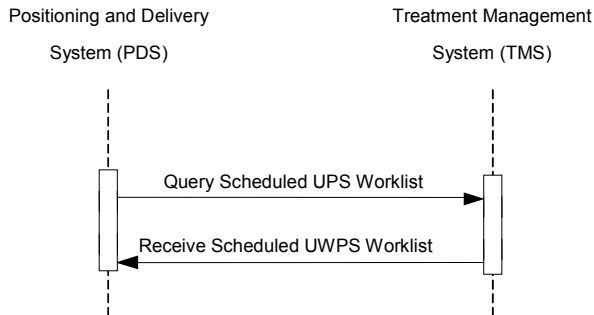 Positioning and Delivery
System (PDS)
Treatment Management
System (TMS)
Query Scheduled UPS Worklist
Receive Scheduled UWPS Worklist